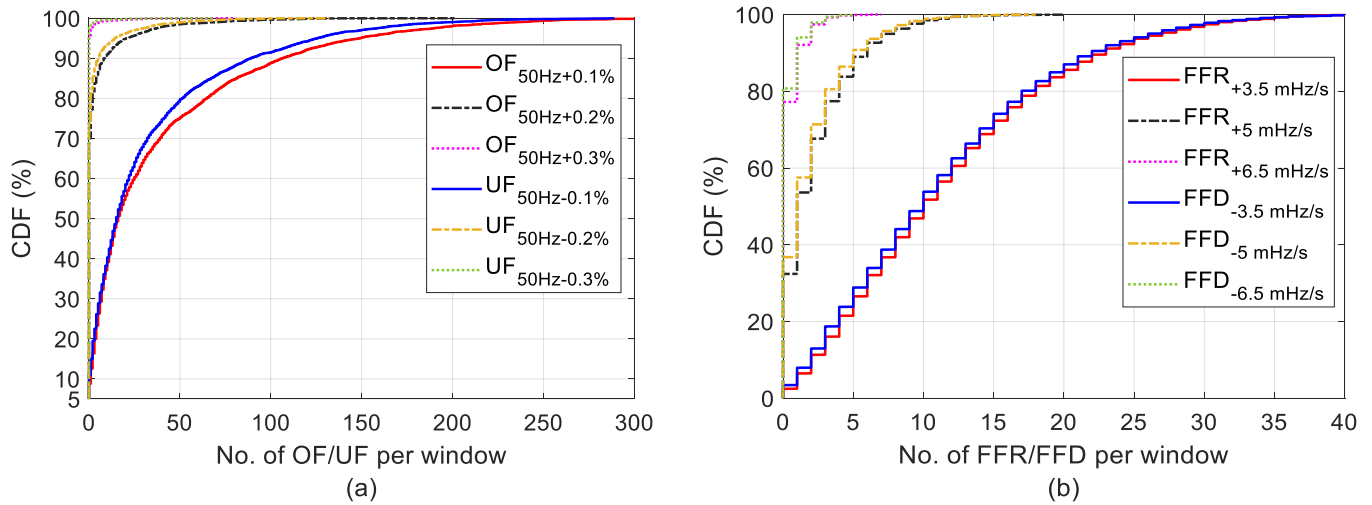 100
90
80
70
60
50
40
30
20
10
5
CDF (%)
0 50 100 150 200 250 300
No. of OF/UF per window
(a)
OF50Hz+0.1%
OF50Hz+0.2%
OF50Hz+0.3%
UF50Hz-0.1%
UF50Hz-0.2%
UF50Hz-0.3%
100
80
60
40
20
0
CDF (%)
0 5 10 15 20 25 30 35 40
No. of FFR/FFD per window
(b)
FFR+3.5 mHz/s
FFR+5 mHz/s
FFR+6.5 mHz/s
FFD-3.5 mHz/s
FFD-5 mHz/s
FFD-6.5 mHz/s